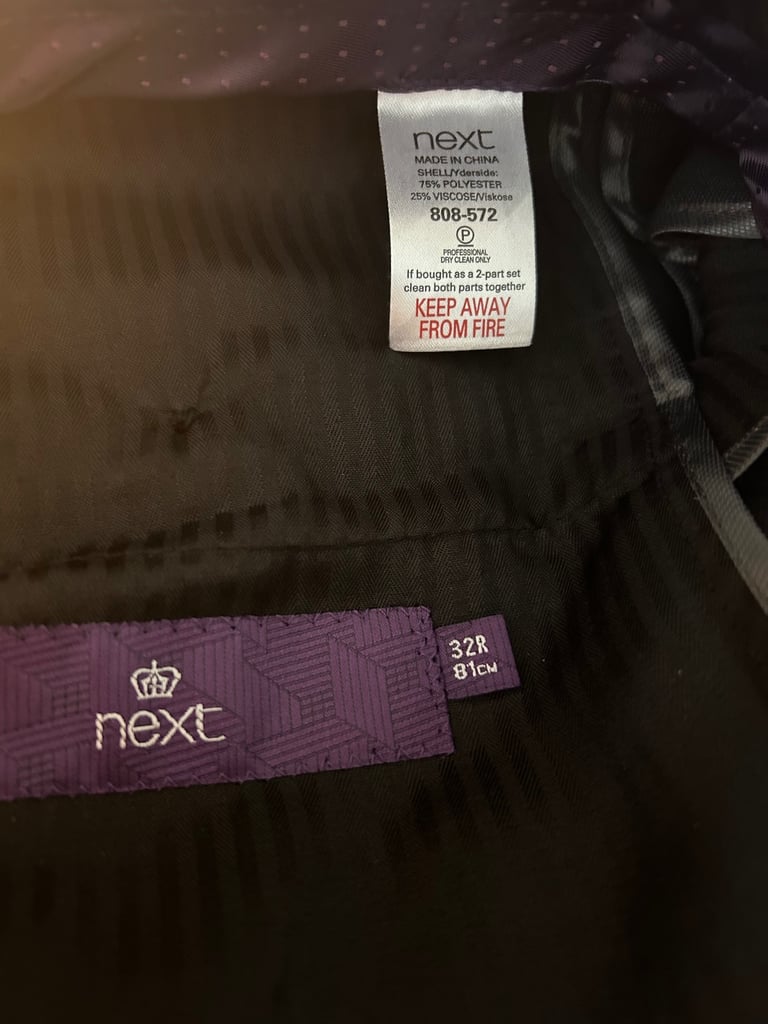 next
MADE IN CHINA
SHELL/Yderside:
75% POLYESTER
25% VISCOSE/Viskose
808-572
P
PROFESSIONAL
DRY CLEAN ONLY
If bought as a 2-part set
clean both parts together
KEEP AWAY
FROM FIRE
next
32R
81CM